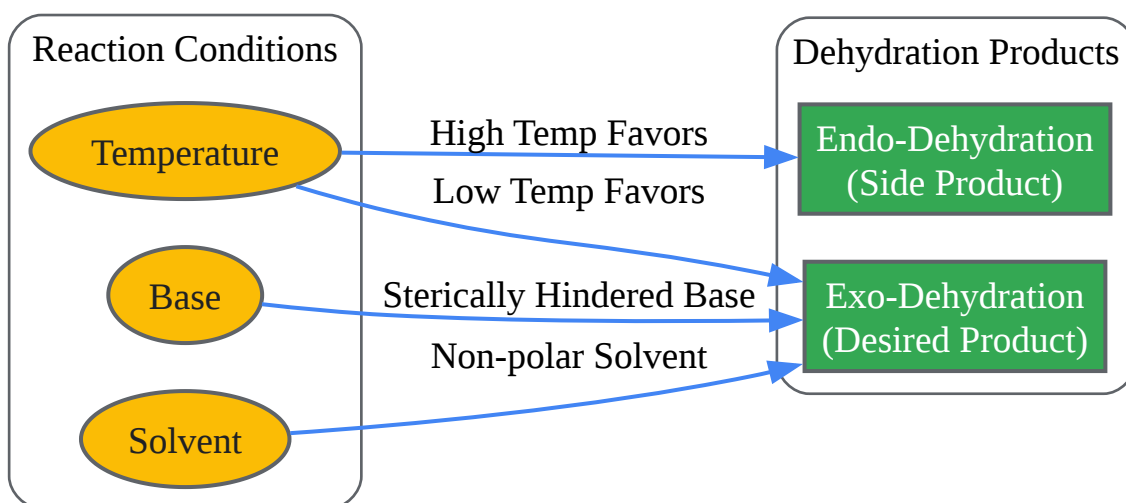 Reaction Conditions
Dehydration Products
Temperature
High Temp Favors
Endo-Dehydration
(Side Product)
Low Temp Favors
Base
Sterically Hindered Base
Exo-Dehydration
(Desired Product)
Non-polar Solvent
Solvent